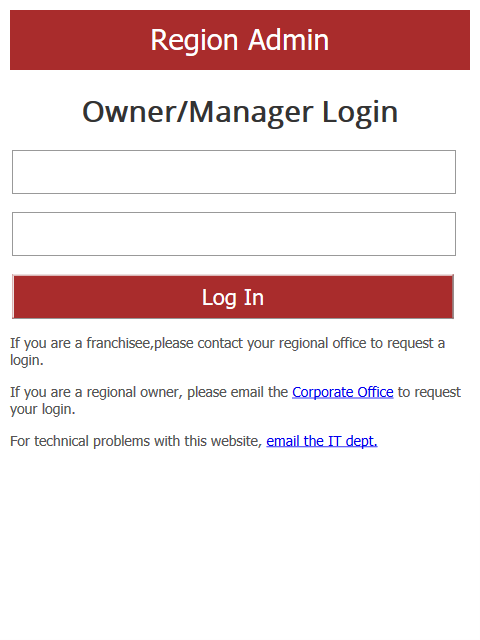 Region Admin
Owner/Manager Login
Log In
If you are a franchisee,please contact your regional office to request a
login.
If you are a regional owner, please email the Corporate Office to request
your login.
For technical problems with this website, email the IT dept.